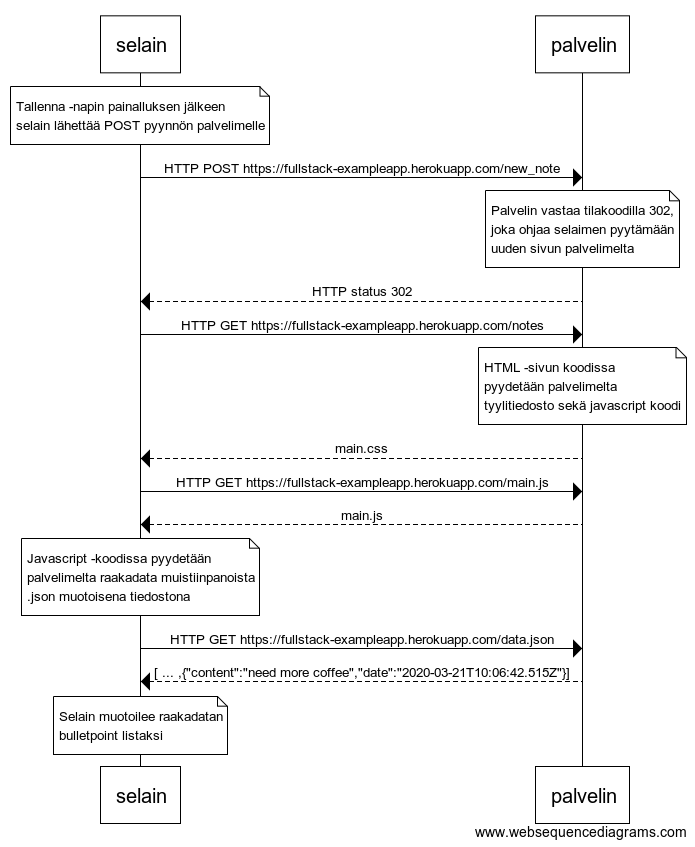 selain
palvelin
Tallenna -napin painalluksen jälkeen
selain lähettää POST pyynnön palvelimelle
HTTP POST https://fullstack-exampleapp.herokuapp.com/new_note
Palvelin vastaa tilakoodilla 302,
joka ohjaa selaimen pyytämään
uuden sivun palvelimelta
HTTP status 302
HTTP GET https://fullstack-exampleapp.herokuapp.com/notes
HTML -sivun koodissa
pyydetään palvelimelta
tyylitiedosto sekä javascript koodi
main.css
HTTP GET https://fullstack-exampleapp.herokuapp.com/main.js
main.js
Javascript -koodissa pyydetään
palvelimelta raakadata muistiinpanoista
.json muotoisena tiedostona
HTTP GET https://fullstack-exampleapp.herokuapp.com/data.json
[ ... ,{"content":"need more coffee","date":"2020-03-21T10:06:42.515Z"}]
Selain muotoilee raakadatan
bulletpoint listaksi
selain
palvelin
www.websequencediagrams.com